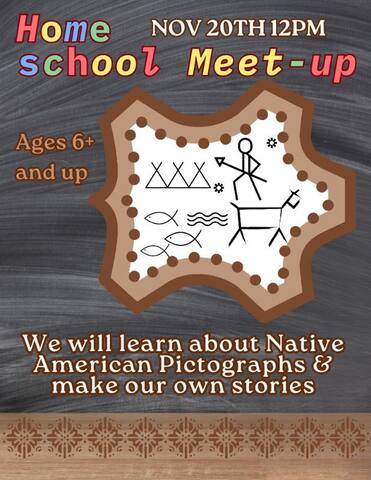 Home NOV 20TH 12PM
school Meet-up
Ages 6+
and up
We will learn about Native
American Pictographs &
make our own stories